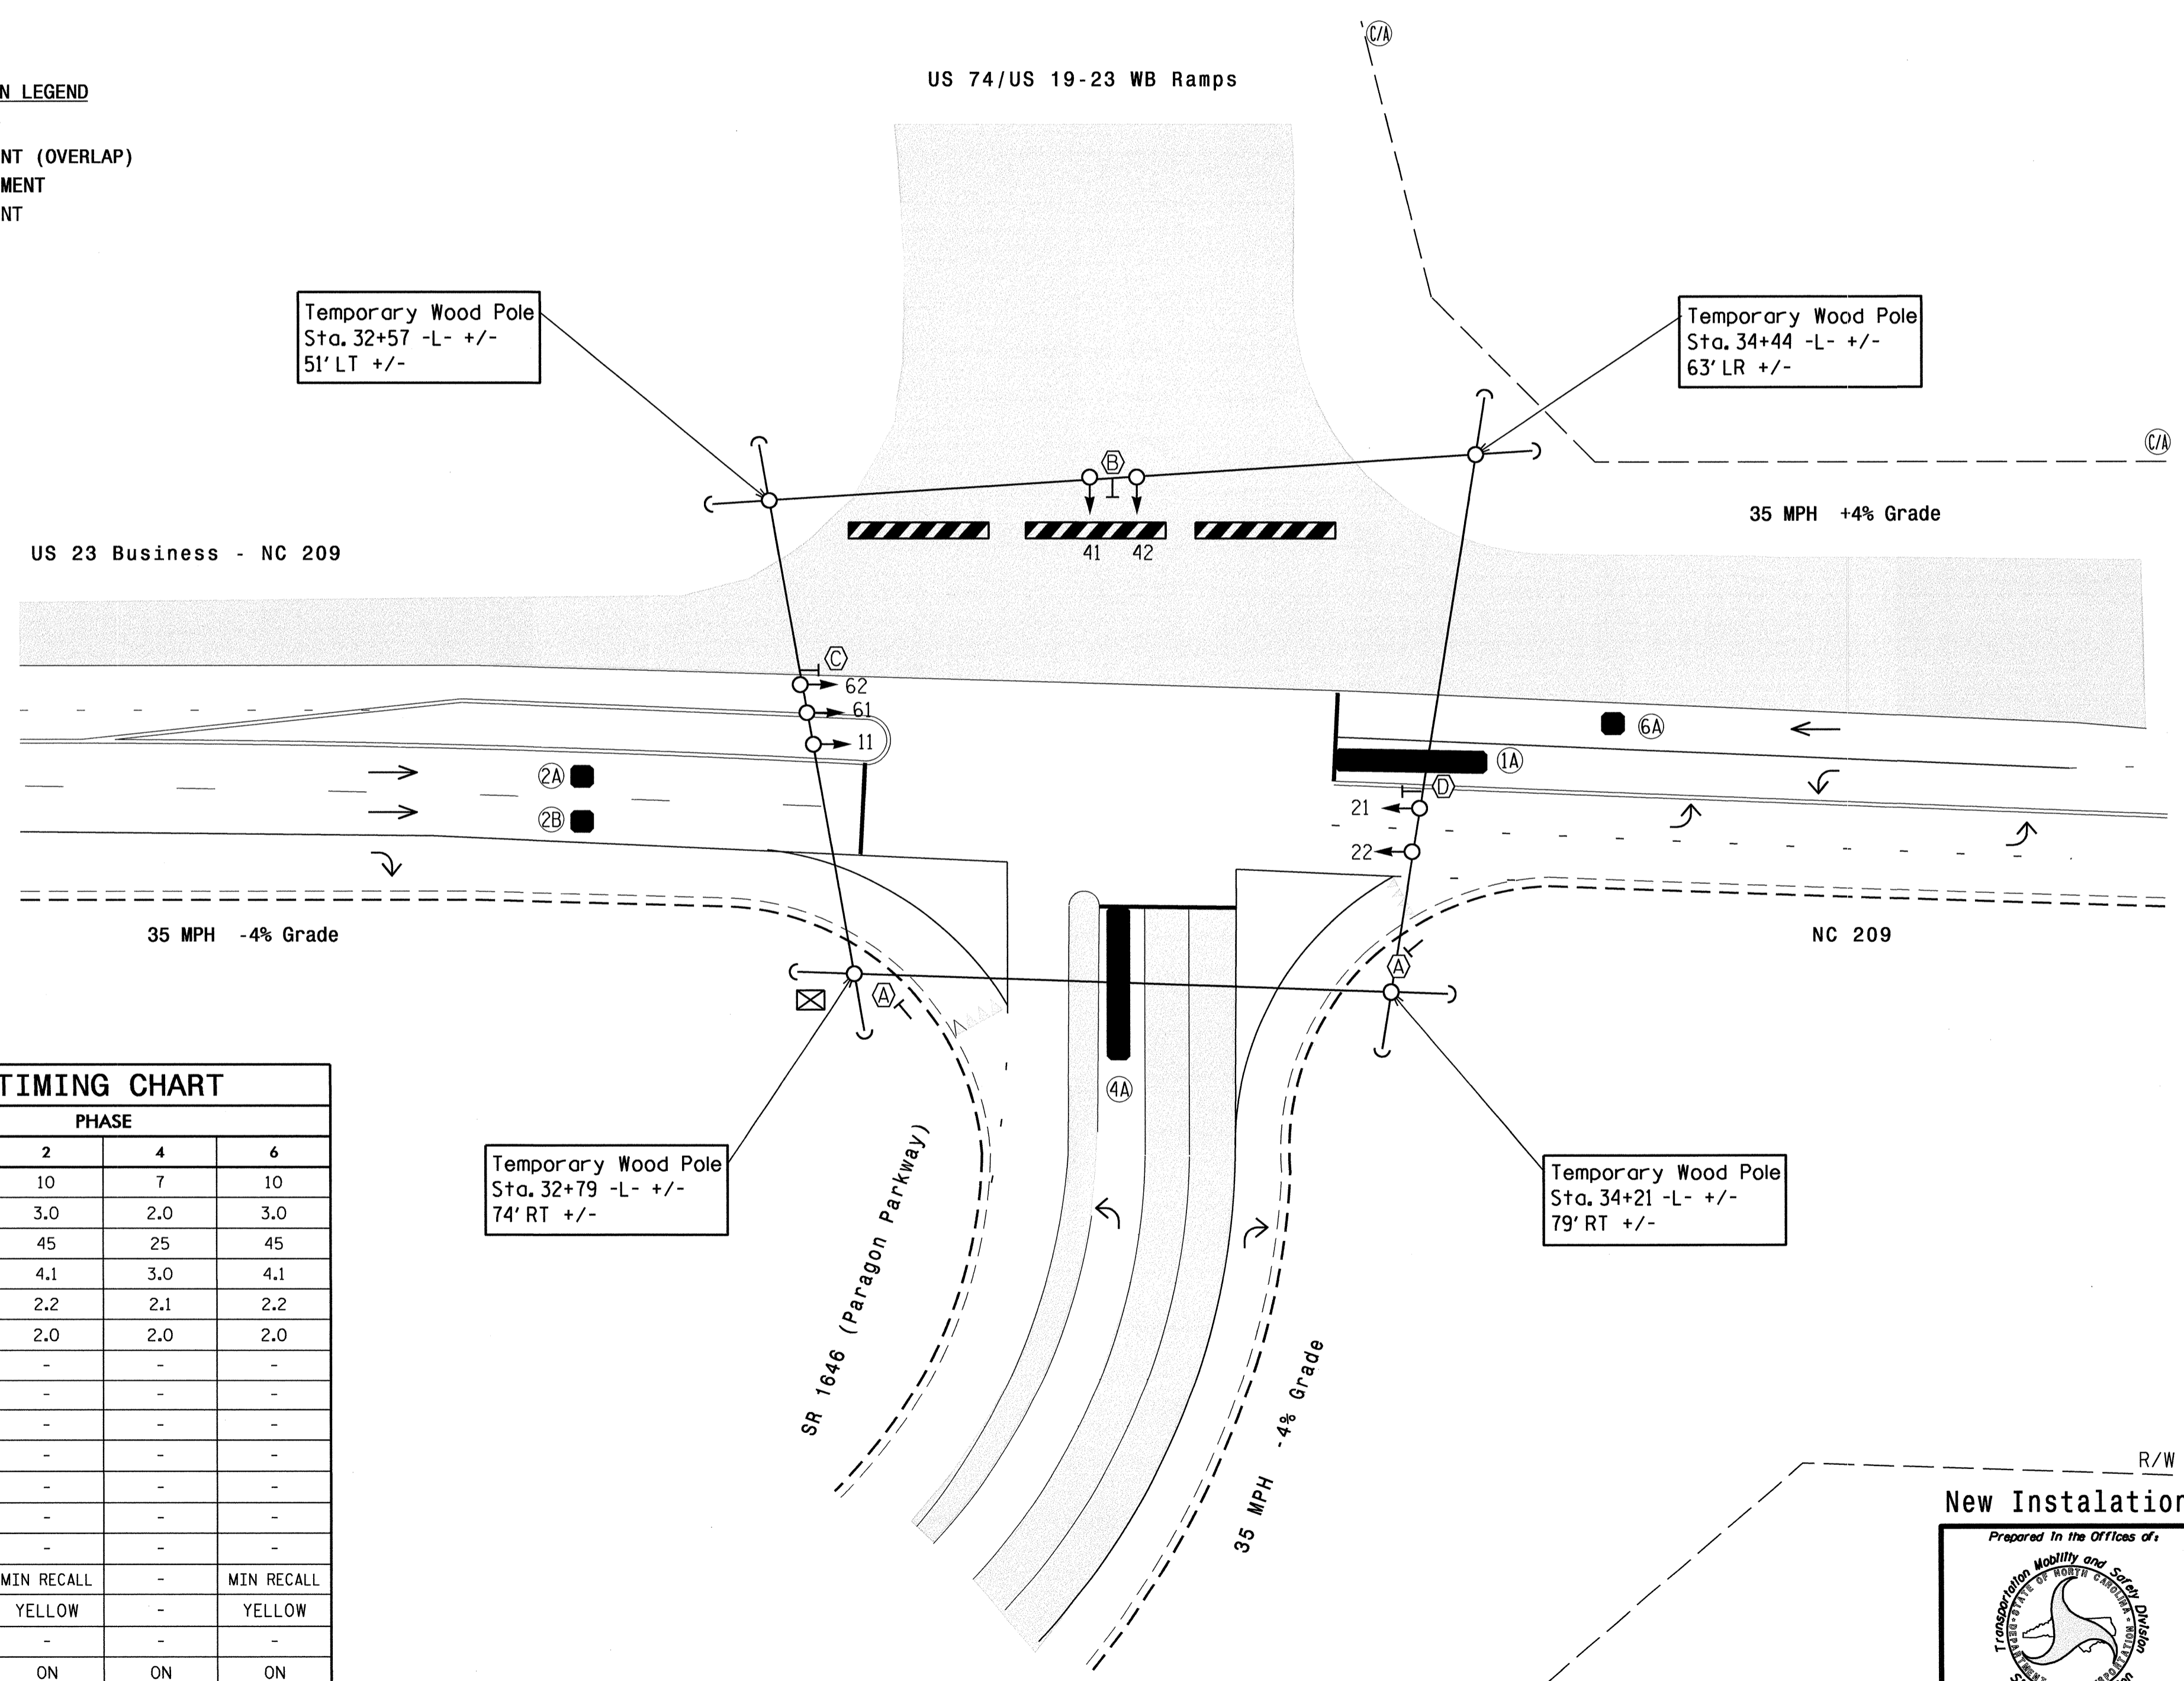 N LEGEND
NT (OVERLAP)
MENT
NT
US 74/US 19-23 WB Ramps
C/A
Temporary Wood Pole
Sta. 32+57 -L- +/-
51' LT +/-
Temporary Wood Pole
Sta. 34+44 -L- +/-
63' LR +/-
C/A
B
41 42
35 MPH +4% Grade
US 23 Business - NC 209
C
62
61
11
6A
1A
2A
2B
D
21
22
35 MPH -4% Grade
NC 209
A
A
4A
Temporary Wood Pole
Sta. 32+79 -L- +/-
74' RT +/-
Temporary Wood Pole
Sta. 34+21 -L- +/-
79' RT +/-
SR 1646 (Paragon Parkway)
35 MPH -4% Grade
TIMING CHART
PHASE
2 4 6
10 7 10
3.0 2.0 3.0
45 25 45
4.1 3.0 4.1
2.2 2.1 2.2
2.0 2.0 2.0
- - -
- - -
- - -
- - -
- - -
- - -
- - -
MIN RECALL - MIN RECALL
YELLOW - YELLOW
- - -
ON ON ON
R/W
New Instalation
Prepared in the Offices of:
Transportation Mobility and Safety Division
STATE OF NORTH CAROLINA